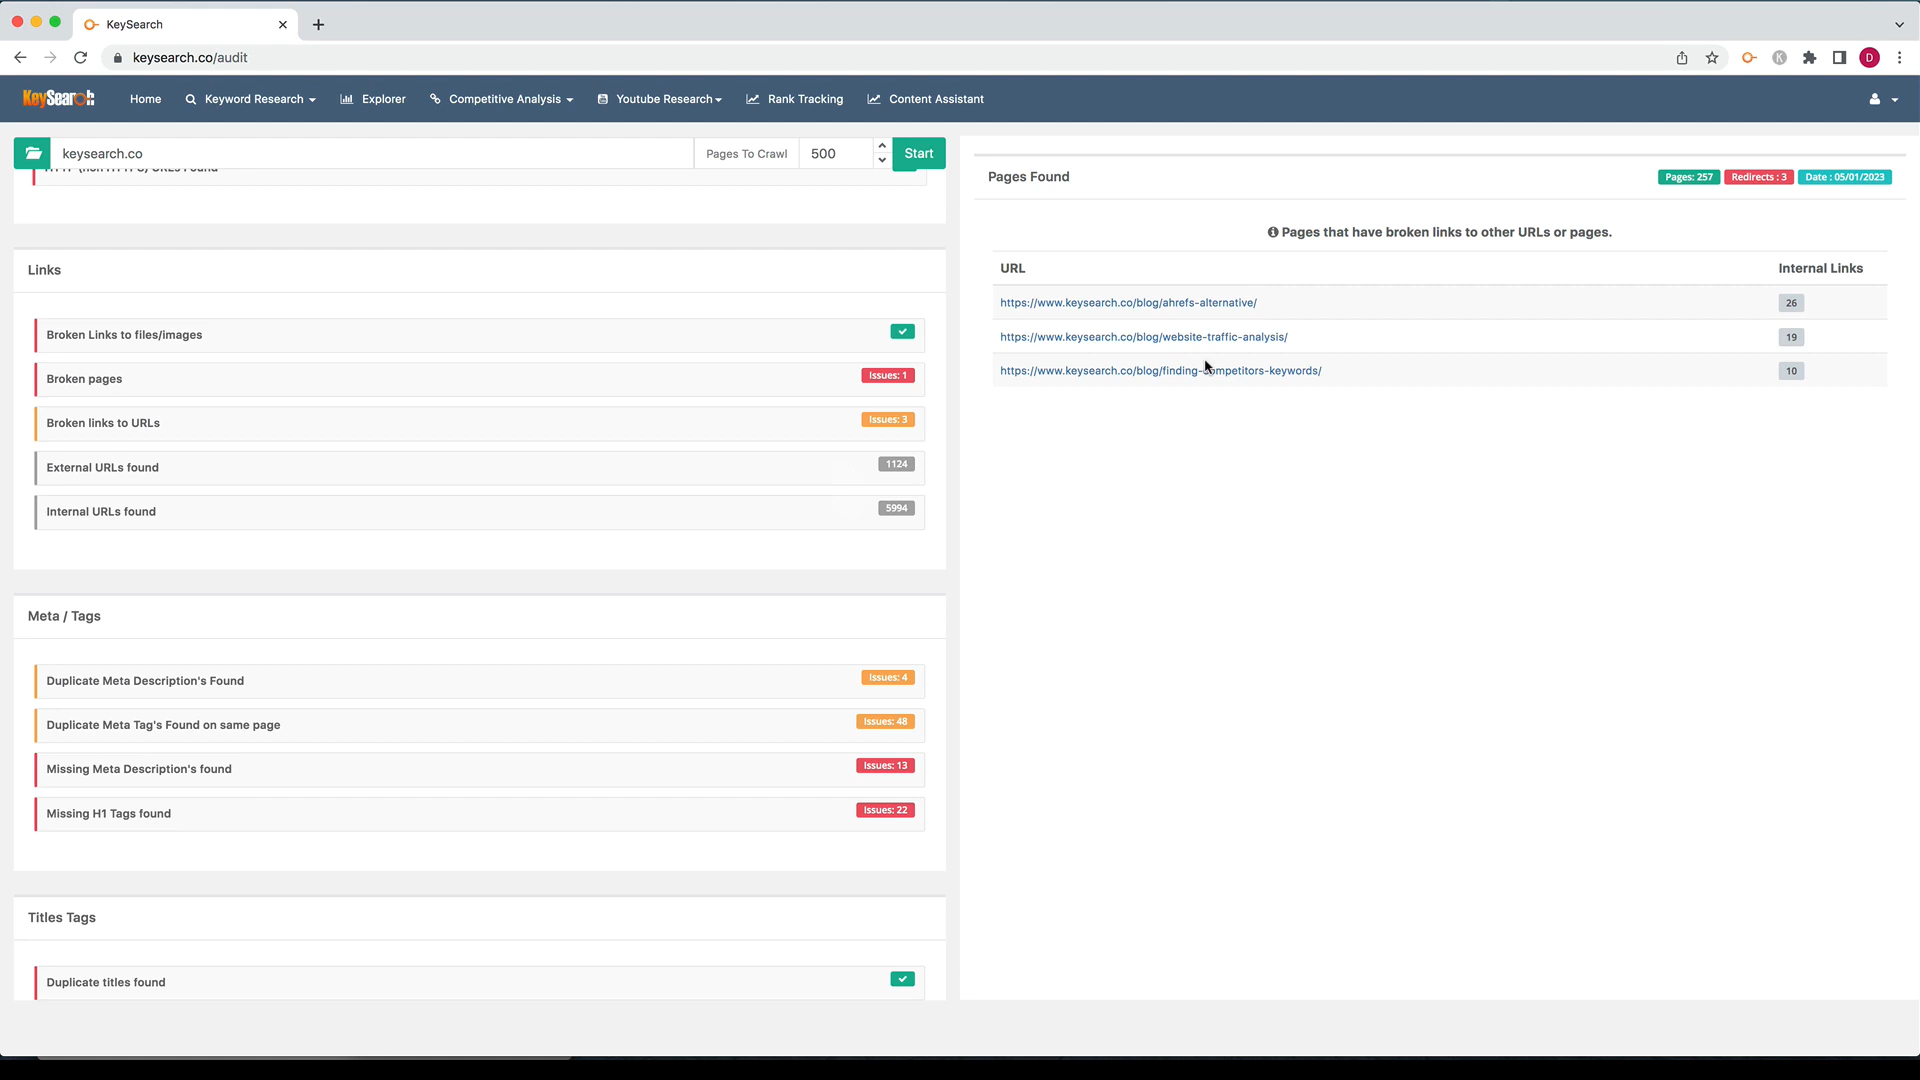 KeySearch
keysearch.co/audit
D
KeySearch
Home
Keyword Research
Explorer
Competitive Analysis
Youtube Research
Rank Tracking
Content Assistant
keysearch.co
Pages To Crawl
500
Start
Links
Broken Links to files/images
Broken pages
Issues: 1
Broken links to URLs
Issues: 3
External URLs found
1124
Internal URLs found
5994
Meta / Tags
Duplicate Meta Description's Found
Issues: 4
Duplicate Meta Tag's Found on same page
Issues: 48
Missing Meta Description's found
Issues: 13
Missing H1 Tags found
Issues: 22
Titles Tags
Duplicate titles found
Pages Found
Pages: 257
Redirects : 3
Date : 05/01/2023
Pages that have broken links to other URLs or pages.
URL
Internal Links
https://www.keysearch.co/blog/ahrefs-alternative/
26
https://www.keysearch.co/blog/website-traffic-analysis/
19
https://www.keysearch.co/blog/finding-competitors-keywords/
10